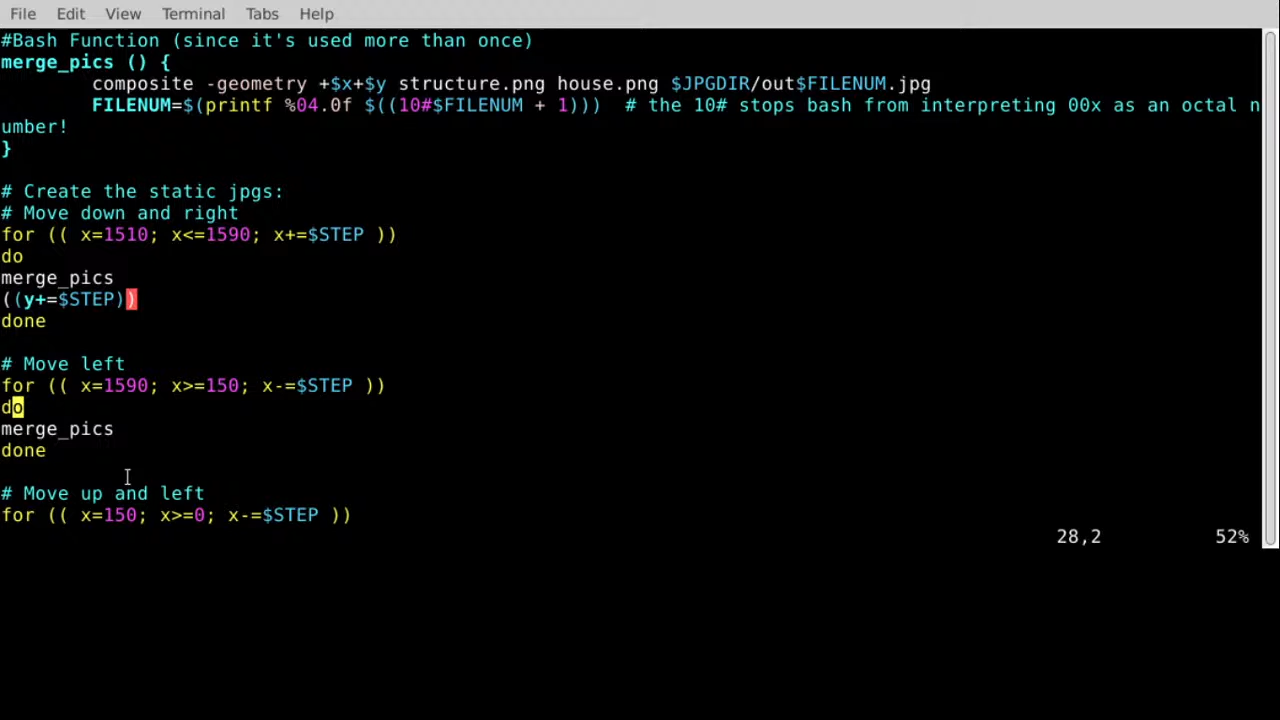 File Edit View Terminal Tabs Help
#Bash Function (since it's used more than once)
merge_pics () {
        composite -geometry +$x+$y structure.png house.png $JPGDIR/out$FILENUM.jpg
        FILENUM=$(printf %04.0f $((10#$FILENUM + 1)))  # the 10# stops bash from interpreting 00x as an octal n
umber!
}
# Create the static jpgs:
# Move down and right
for (( x=1510; x<=1590; x+=$STEP ))
do
merge_pics
((y+=$STEP))
done
# Move left
for (( x=1590; x>=150; x-=$STEP ))
do
merge_pics
done
# Move up and left
for (( x=150; x>=0; x-=$STEP ))
28,2 52%